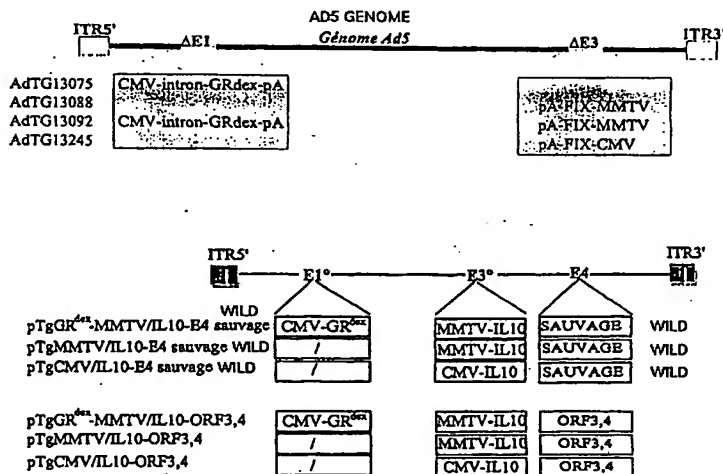 AD5 GENOME
ITR5' ΔE1 Génome Ad5 ΔE3 ITR3'
AdTG13075 CMV-intron-GRdex-pA
AdTG13088 pA-FIX-MMTV
AdTG13092 CMV-intron-GRdex-pA pA-FIX-MMTV
AdTG13245 pA-FIX-CMV
ITR5' ITR3'
E1° E3° E4
WILD
pTgGRdex-MMTV/IL10-E4 sauvage CMV-GRdex MMTV-IL10 SAUVAGE WILD
pTgMMTV/IL10-E4 sauvage WILD / MMTV-IL10 SAUVAGE WILD
pTgCMV/IL10-E4 sauvage WILD / CMV-IL10 SAUVAGE WILD
pTgGRdex-MMTV/IL10-ORF3,4 CMV-GRdex MMTV-IL10 ORF3,4
pTgMMTV/IL10-ORF3,4 / MMTV-IL10 ORF3,4
pTgCMV/IL10-ORF3,4 / CMV-IL10 ORF3,4